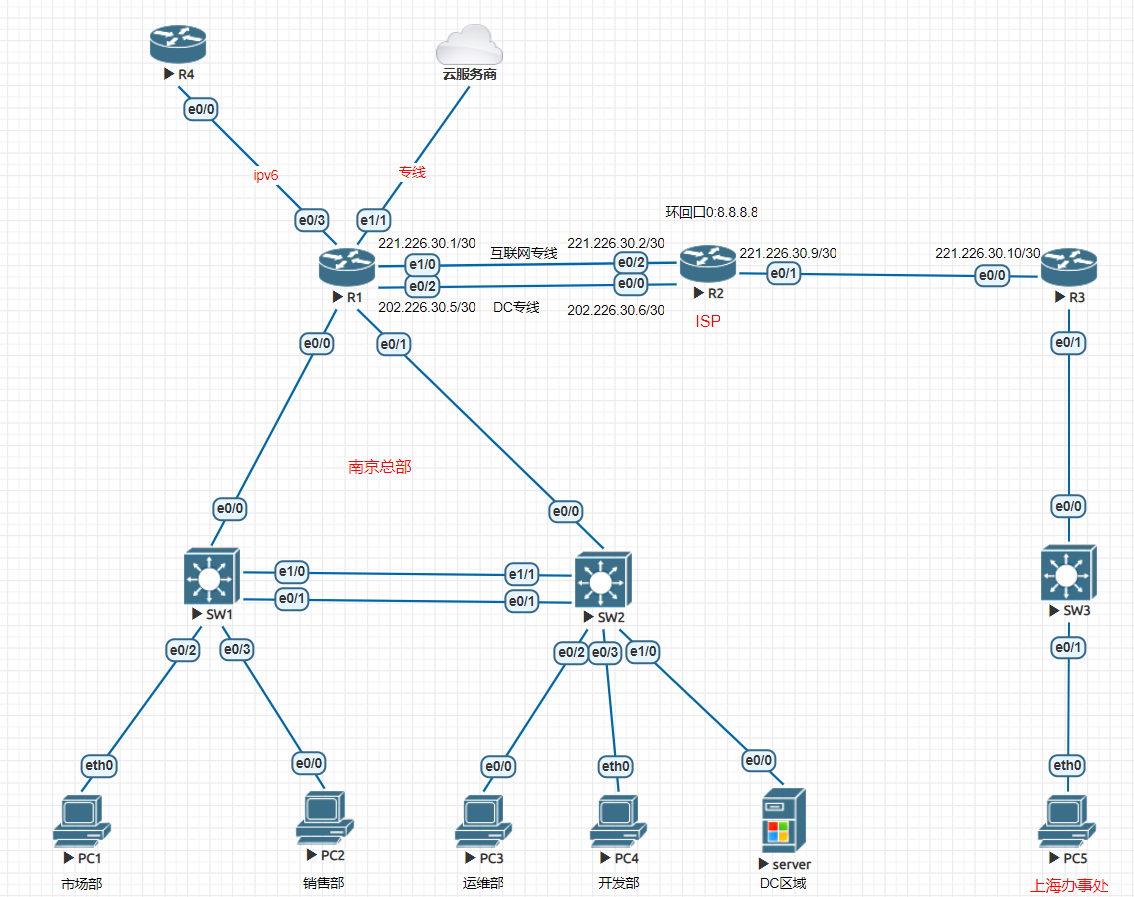 R4
云服务商
e0/0
ipv6
专线
e0/3
e1/1
环回口0:8.8.8.8
221.226.30.1/30
互联网专线
221.226.30.2/30
221.226.30.9/30
221.226.30.10/30
e1/0
e0/2
e0/1
e0/0
e0/2
e0/0
R1
R2
R3
202.226.30.5/30
DC专线
202.226.30.6/30
ISP
e0/0
e0/1
e0/1
南京总部
e0/0
e0/0
e0/0
e1/0
e1/1
e0/1
e0/1
SW1
SW2
SW3
e0/2
e0/3
e0/2
e0/3
e1/0
e0/1
eth0
e0/0
e0/0
eth0
e0/0
eth0
PC1
PC2
PC3
PC4
server
PC5
市场部
销售部
运维部
开发部
DC区域
上海办事处